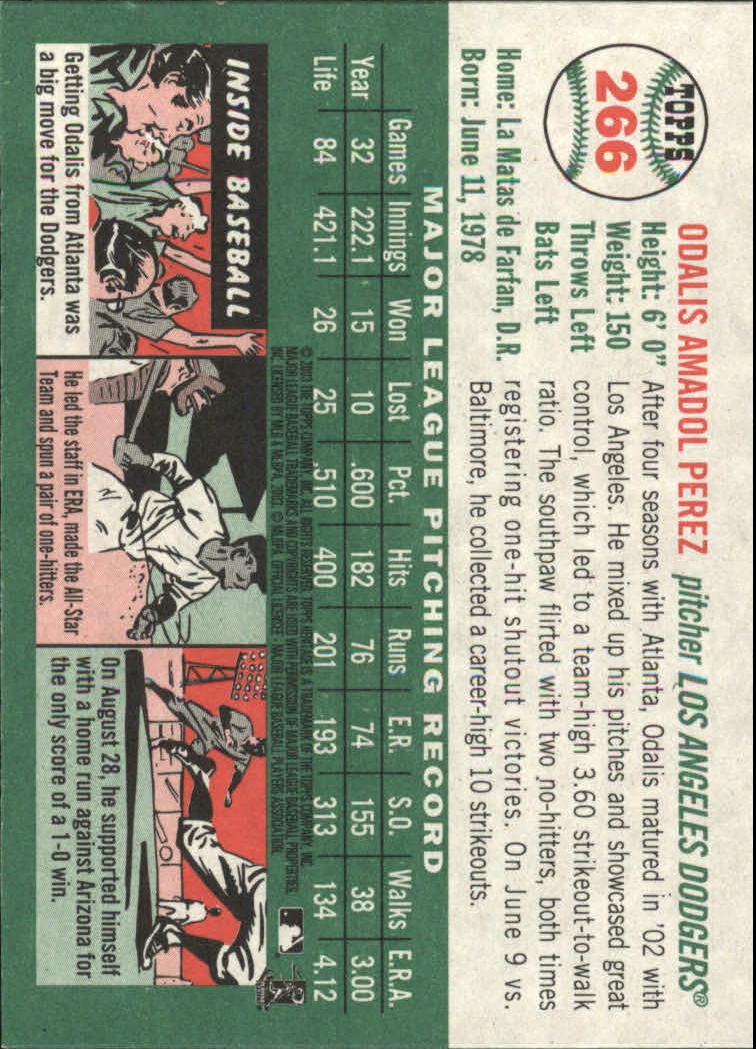 TOPPS
266
ODALIS AMADOL PEREZ pitcher LOS ANGELES DODGERS®
Height: 6' 0"
Weight: 150
Throws Left
Bats Left
Home: La Matas de Farfan, D.R.
Born: June 11, 1978
After four seasons with Atlanta, Odalis matured in '02 with
Los Angeles. He mixed up his pitches and showcased great
control, which led to a team-high 3.60 strikeout-to-walk
ratio. The southpaw flirted with two no-hitters, both times
registering one-hit shutout victories. On June 9 vs.
Baltimore, he collected a career-high 10 strikeouts.
MAJOR LEAGUE PITCHING RECORD
Games Innings Won Lost Pct. Hits Runs E.R. S.O. Walks E.R.A.
Year 32 222.1 15 10 .600 182 76 74 155 38 3.00
Life 84 421.1 26 25 .510 400 201 193 313 134 4.12
INSIDE BASEBALL
Getting Odalis from Atlanta was
a big move for the Dodgers.
He led the staff in ERA, made the All-Star
Team and spun a pair of one-hitters.
On August 28, he supported himself
with a home run against Arizona for
the only score of a 1-0 win.